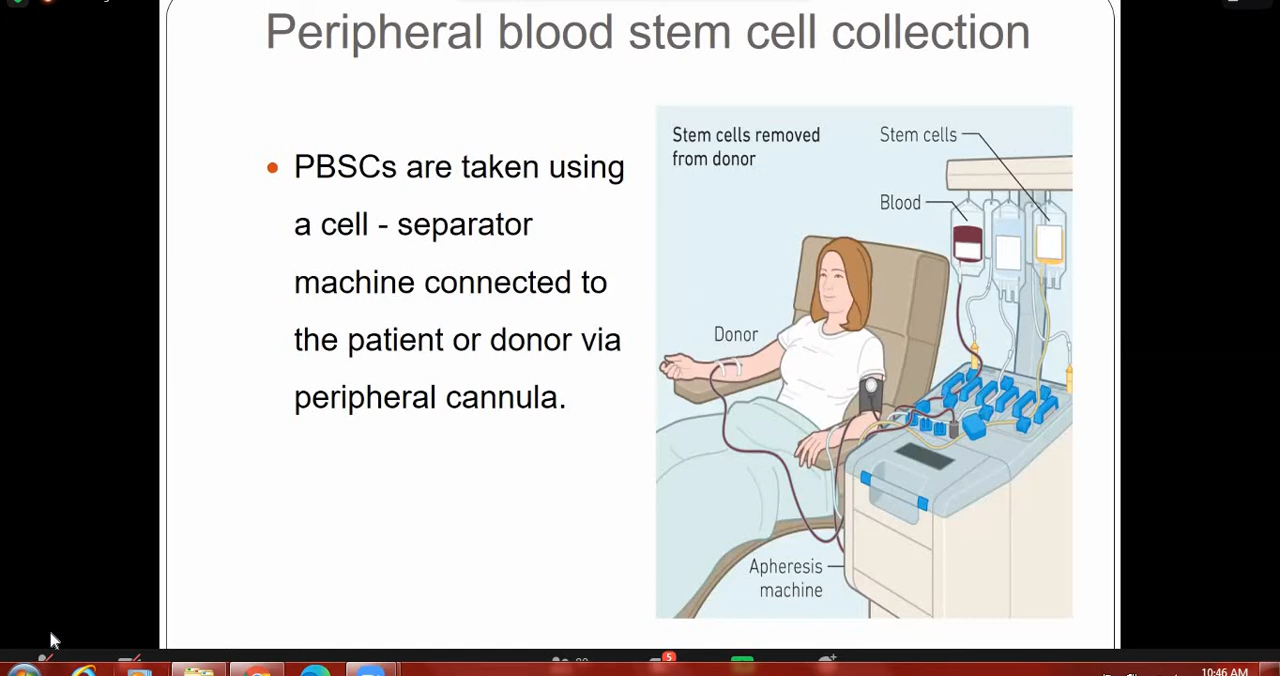 Peripheral blood stem cell collection
• PBSCs are taken using
a cell - separator
machine connected to
the patient or donor via
peripheral cannula.
Stem cells removed
from donor
Stem cells
Blood
Donor
Apheresis
machine
5
10:46 AM